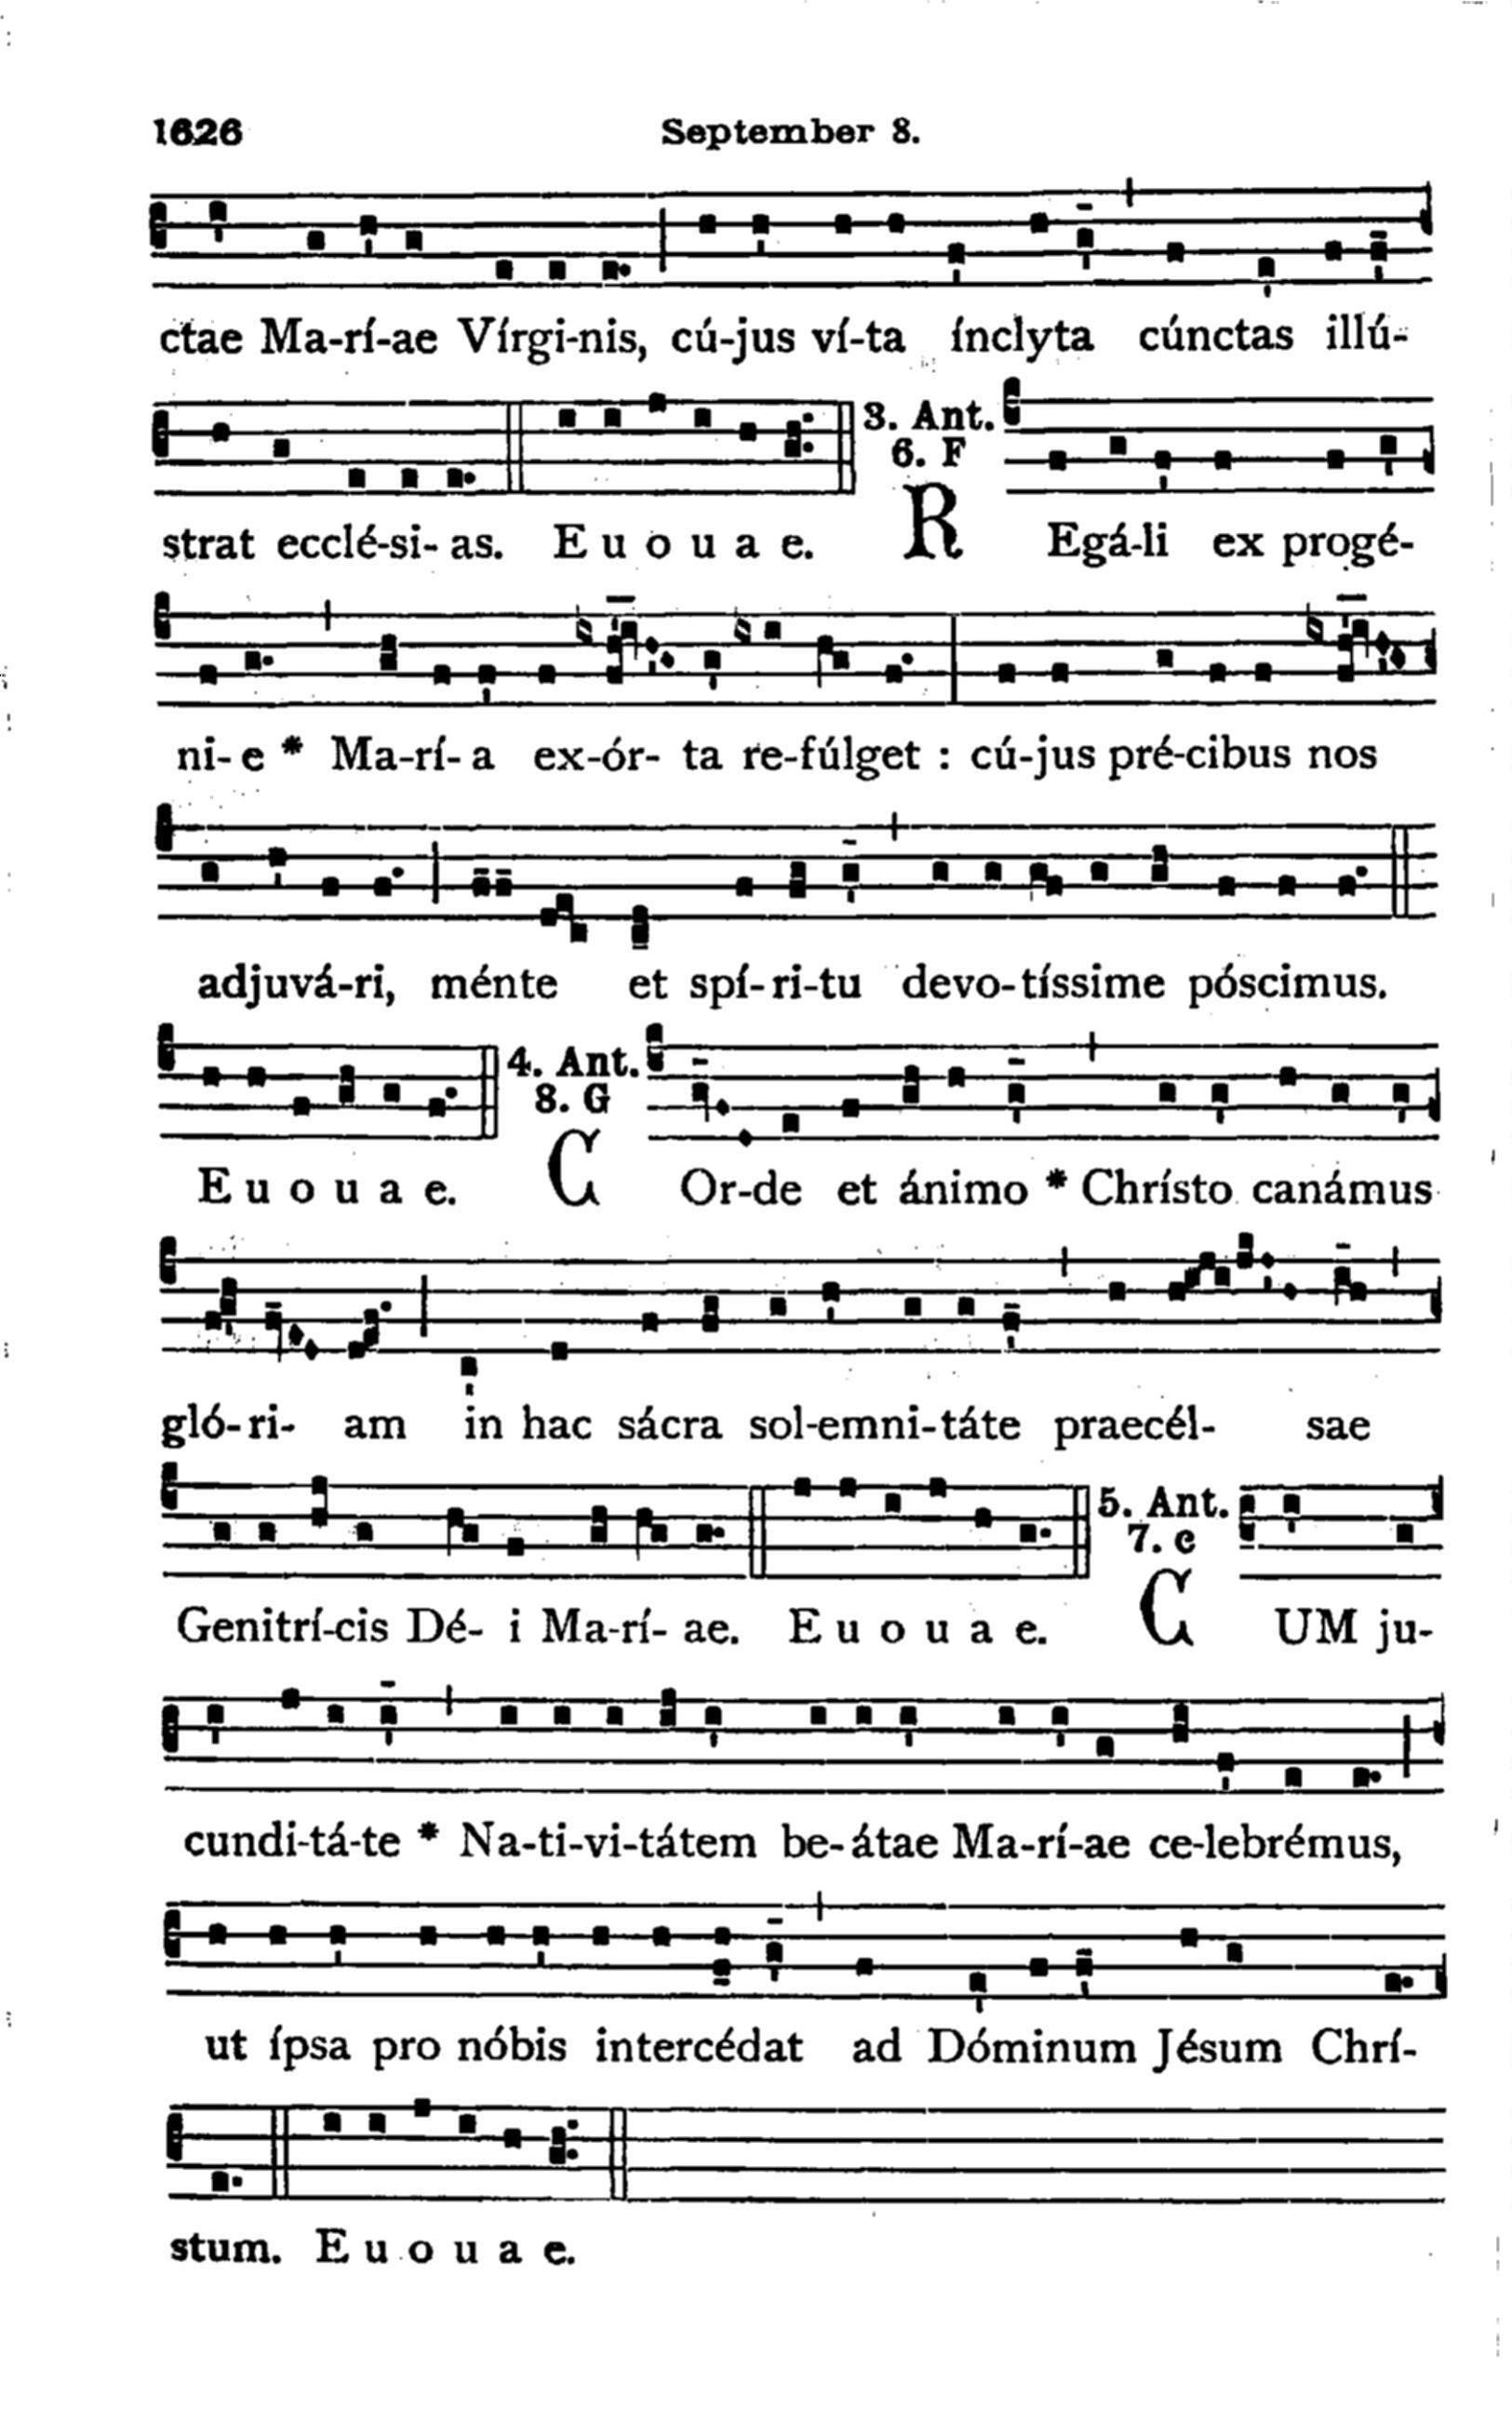 1626 September 8.
ctae Ma-rí-ae Vírgi-nis, cú-jus ví-ta ínclyta cúnctas illú-
3. Ant.
6. F
strat ecclé-si- as. E u o u a e. R Egá-li ex progé-
ni- e * Ma-rí- a ex-ór- ta re-fúlget : cú-jus pré-cibus nos
adjuvá-ri, ménte et spí-ri-tu devo-tíssime póscimus.
4. Ant.
8. G
E u o u a e. C Or-de et ánimo * Chrísto canámus
gló-ri- am in hac sácra sol-emni-táte praecél- sae
5. Ant.
7. c
Genitrí-cis Dé- i Ma-rí- ae. E u o u a e. C UM ju-
cundi-tá-te * Na-ti-vi-tátem be-átae Ma-rí-ae ce-lebrémus,
ut ípsa pro nóbis intercédat ad Dóminum Jésum Chrí-
stum. E u o u a e.